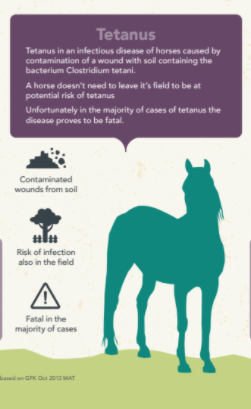 Tetanus
Tetanus in an infectious disease of horses caused by
contamination of a wound with soil containing the
bacterium Clostridium tetani.
A horse doesn't need to leave it's field to be at
potential risk of tetanus
Unfortunately in the majority of cases of tetanus the
disease proves to be fatal.
Contaminated
wounds from soil
Risk of infection
also in the field
Fatal in the
majority of cases
based on GFK Oct 2013 MAT